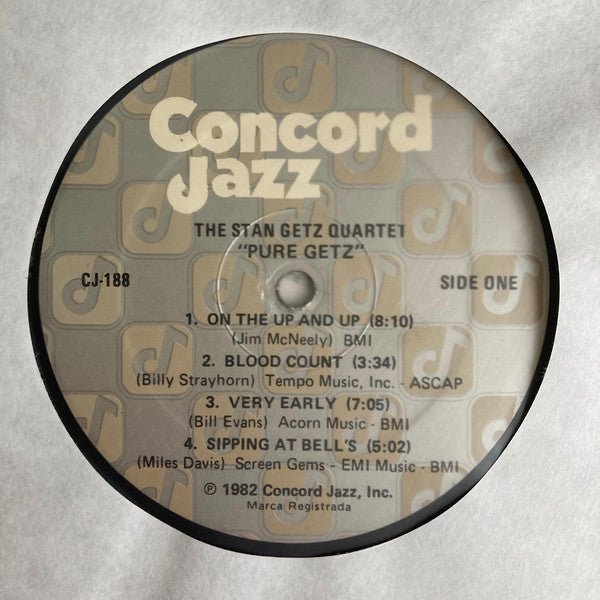 Concord
Jazz
THE STAN GETZ QUARTET
"PURE GETZ"
CJ-188 SIDE ONE
1. ON THE UP AND UP (8:10)
(Jim McNeely) BMI
2. BLOOD COUNT (3:34)
(Billy Strayhorn) Tempo Music, Inc. - ASCAP
3. VERY EARLY (7:05)
(Bill Evans) Acorn Music - BMI
4. SIPPING AT BELL'S (5:02)
(Miles Davis) Screen Gems - EMI Music - BMI
℗ 1982 Concord Jazz, Inc.
Marca Registrada